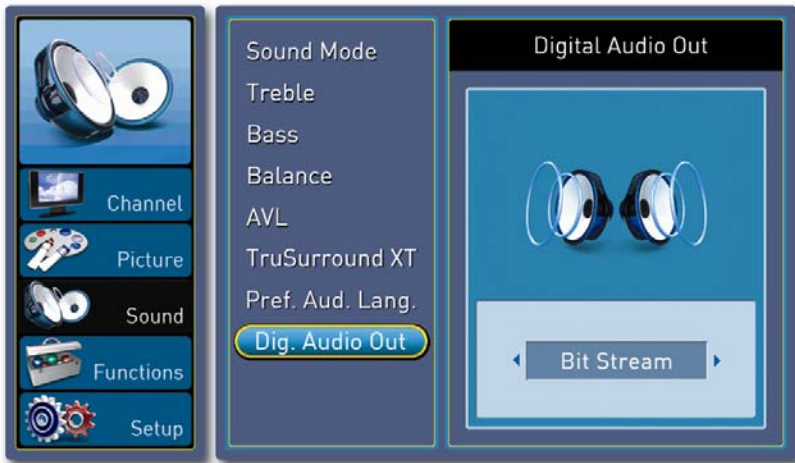 Channel
Picture
Sound
Functions
Setup
Sound Mode
Treble
Bass
Balance
AVL
TruSurround XT
Pref. Aud. Lang.
Dig. Audio Out
Digital Audio Out
Bit Stream